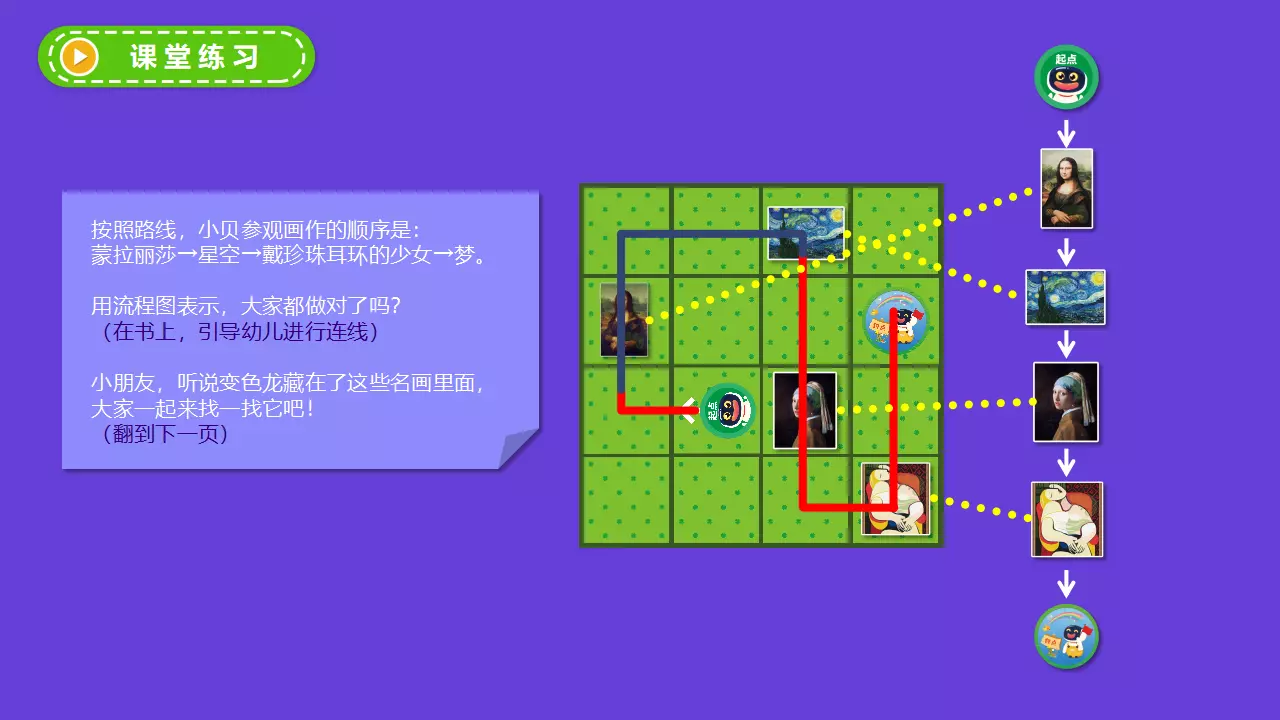 课堂练习
起点
按照路线，小贝参观画作的顺序是：
蒙拉丽莎→星空→戴珍珠耳环的少女→梦。
用流程图表示，大家都做对了吗？
（在书上，引导幼儿进行连线）
小朋友，听说变色龙藏在了这些名画里面，
大家一起来找一找它吧！
（翻到下一页）
起点